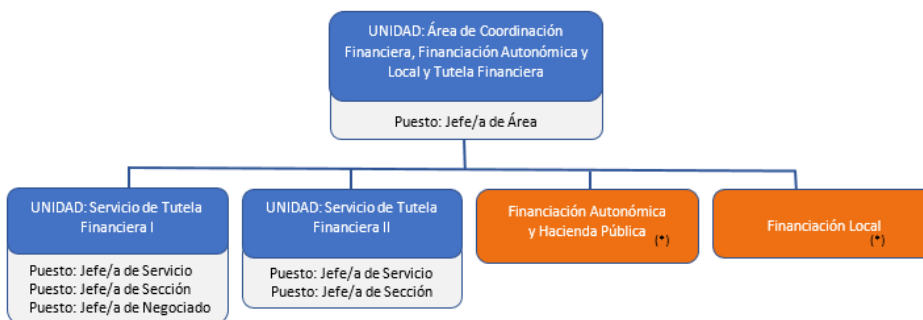 UNIDAD: Área de Coordinación
Financiera, Financiación Autonómica y
Local y Tutela Financiera
Puesto: Jefe/a de Área
UNIDAD: Servicio de Tutela
Financiera I
Puesto: Jefe/a de Servicio
Puesto: Jefe/a de Sección
Puesto: Jefe/a de Negociado
UNIDAD: Servicio de Tutela
Financiera II
Puesto: Jefe/a de Servicio
Puesto: Jefe/a de Sección
Financiación Autonómica
y Hacienda Pública
(*)
Financiación Local
(*)